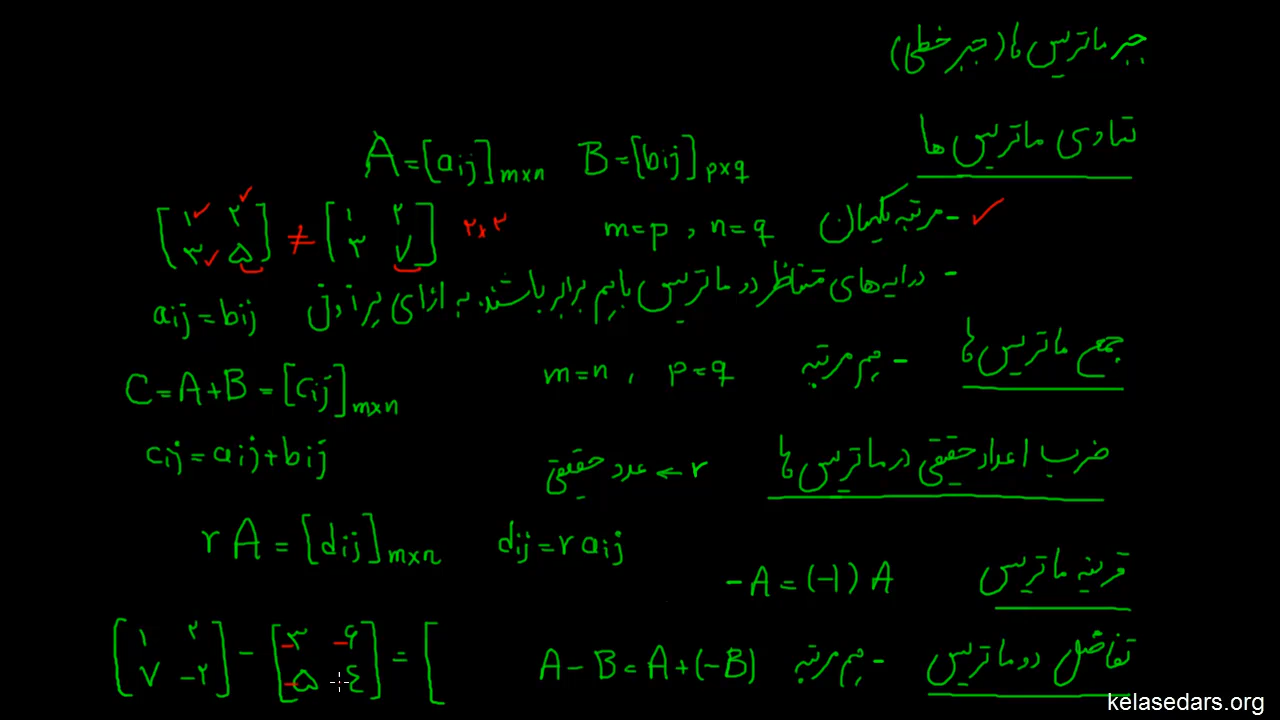 جبر ماتریس ها (جبر خطی)
تساوی ماتریس ها
A = [aij]m×n B = [bij]p×q
- مرتبه یکسان ✓
m=p , n=q
[۱✓ ۲✓ ۳✓ ۵] ≠ [۱ ۲ ۳ ۷] ۲×۲
- درایه‌های متناظر دو ماتریس با هم برابر باشند. به ازای هر i و j
aij = bij
جمع ماتریس ها
- هم مرتبه
m=n , p=q
C = A+B = [cij]m×n
cij = aij + bij
ضرب اعداد حقیقی در ماتریس ها
r ← عدد حقیقی
rA = [dij]m×n dij = r aij
قرینه ماتریس
-A = (-1) A
تفاضل دو ماتریس
- هم مرتبه
A - B = A + (-B)
[۱ ۲ ۷ -۲] - [-۳ -۶ -۵ ٤] = [
kelasedars.org